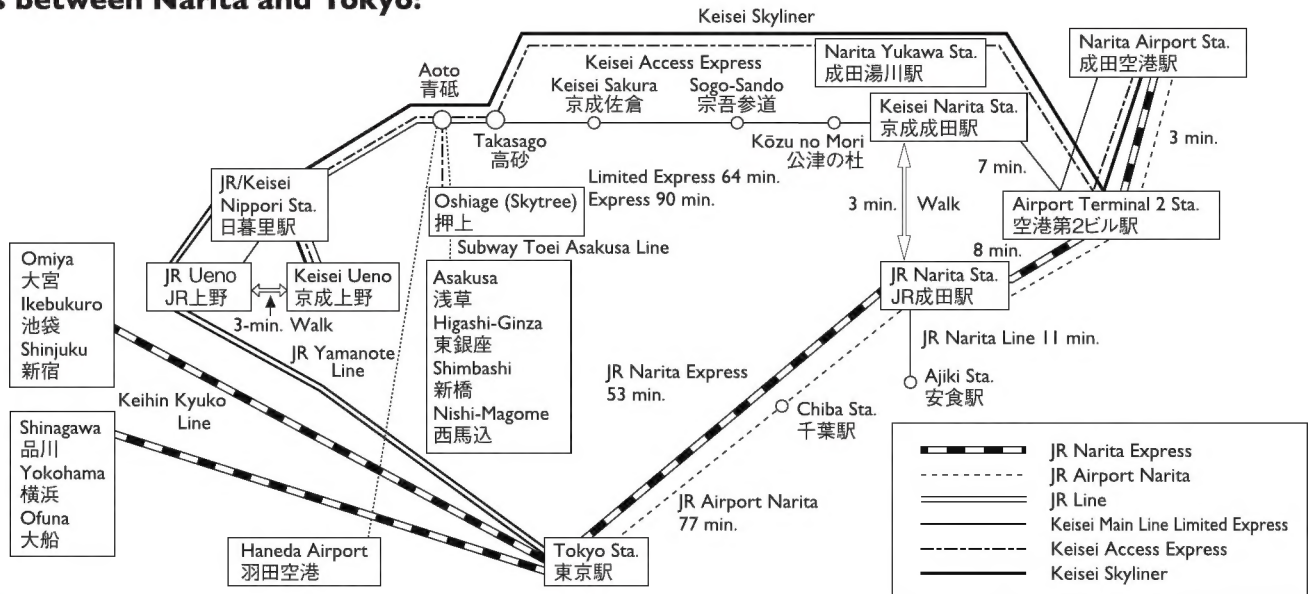 s between Narita and Tokyo:
Keisei Skyliner
Narita Yukawa Sta.
成田湯川駅
Narita Airport Sta.
成田空港駅
Aoto
青砥
Keisei Access Express
Keisei Sakura
京成佐倉
Sogo-Sando
宗吾参道
Keisei Narita Sta.
京成成田駅
Takasago
高砂
Kōzu no Mori
公津の杜
3 min.
7 min.
JR/Keisei
Nippori Sta.
日暮里駅
Limited Express 64 min.
Express 90 min.
Oshiage (Skytree)
押上
3 min.
Walk
Airport Terminal 2 Sta.
空港第2ビル駅
Subway Toei Asakusa Line
8 min.
Omiya
大宮
Ikebukuro
池袋
Shinjuku
新宿
JR Ueno
JR上野
Keisei Ueno
京成上野
3-min. Walk
Asakusa
浅草
Higashi-Ginza
東銀座
Shimbashi
新橋
Nishi-Magome
西馬込
JR Narita Sta.
JR成田駅
JR Yamanote
Line
JR Narita Line 11 min.
JR Narita Express
53 min.
Ajiki Sta.
安食駅
Keihin Kyuko
Line
Chiba Sta.
千葉駅
Shinagawa
品川
Yokohama
横浜
Ofuna
大船
JR Airport Narita
77 min.
Haneda Airport
羽田空港
Tokyo Sta.
東京駅
JR Narita Express
JR Airport Narita
JR Line
Keisei Main Line Limited Express
Keisei Access Express
Keisei Skyliner